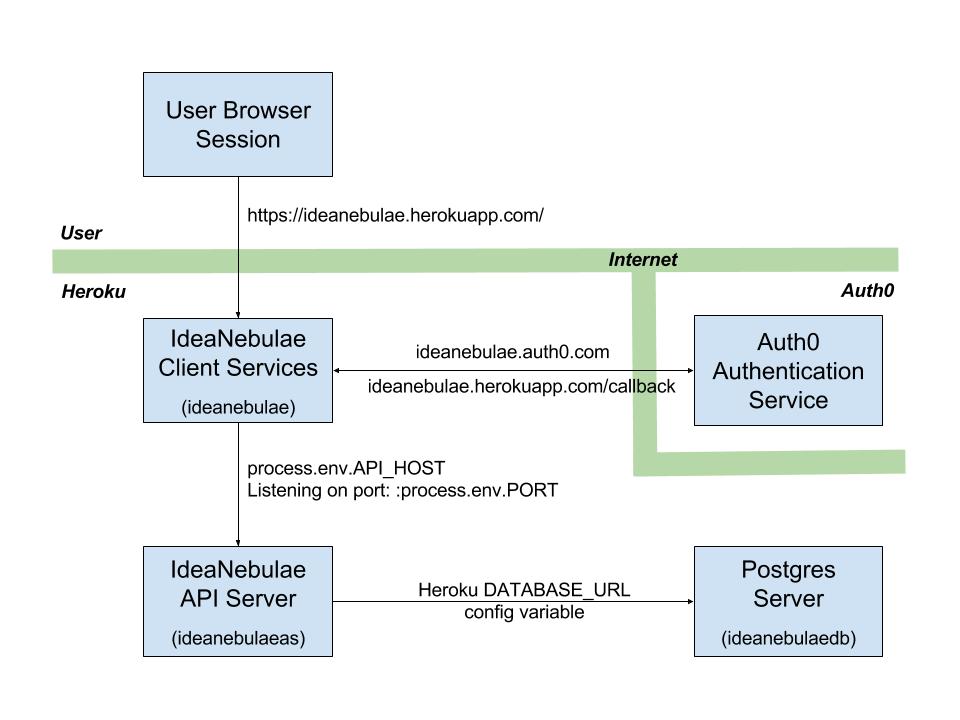 User Browser
Session
https://ideanebulae.herokuapp.com/
User
Internet
Heroku
Auth0
IdeaNebulae
Client Services
(ideanebulae)
ideanebulae.auth0.com
ideanebulae.herokuapp.com/callback
Auth0
Authentication
Service
process.env.API_HOST
Listening on port: :process.env.PORT
IdeaNebulae
API Server
(ideanebulaeas)
Heroku DATABASE_URL
config variable
Postgres
Server
(ideanebulaedb)